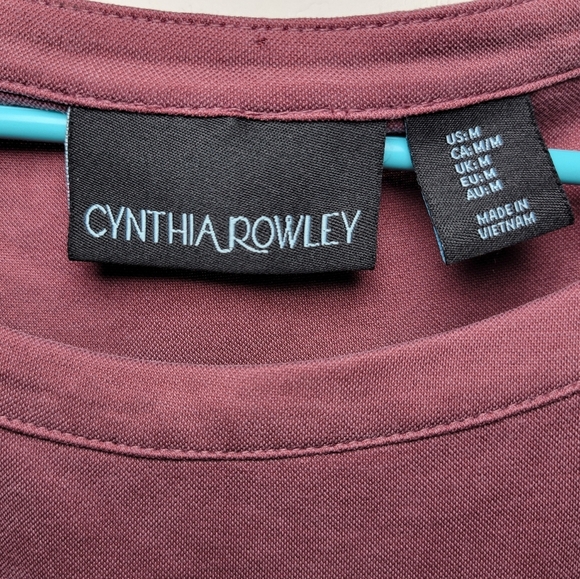 CYNTHIA ROWLEY
US: M
CA: M/M
UK: M
EU: M
AU: M
MADE IN
VIETNAM